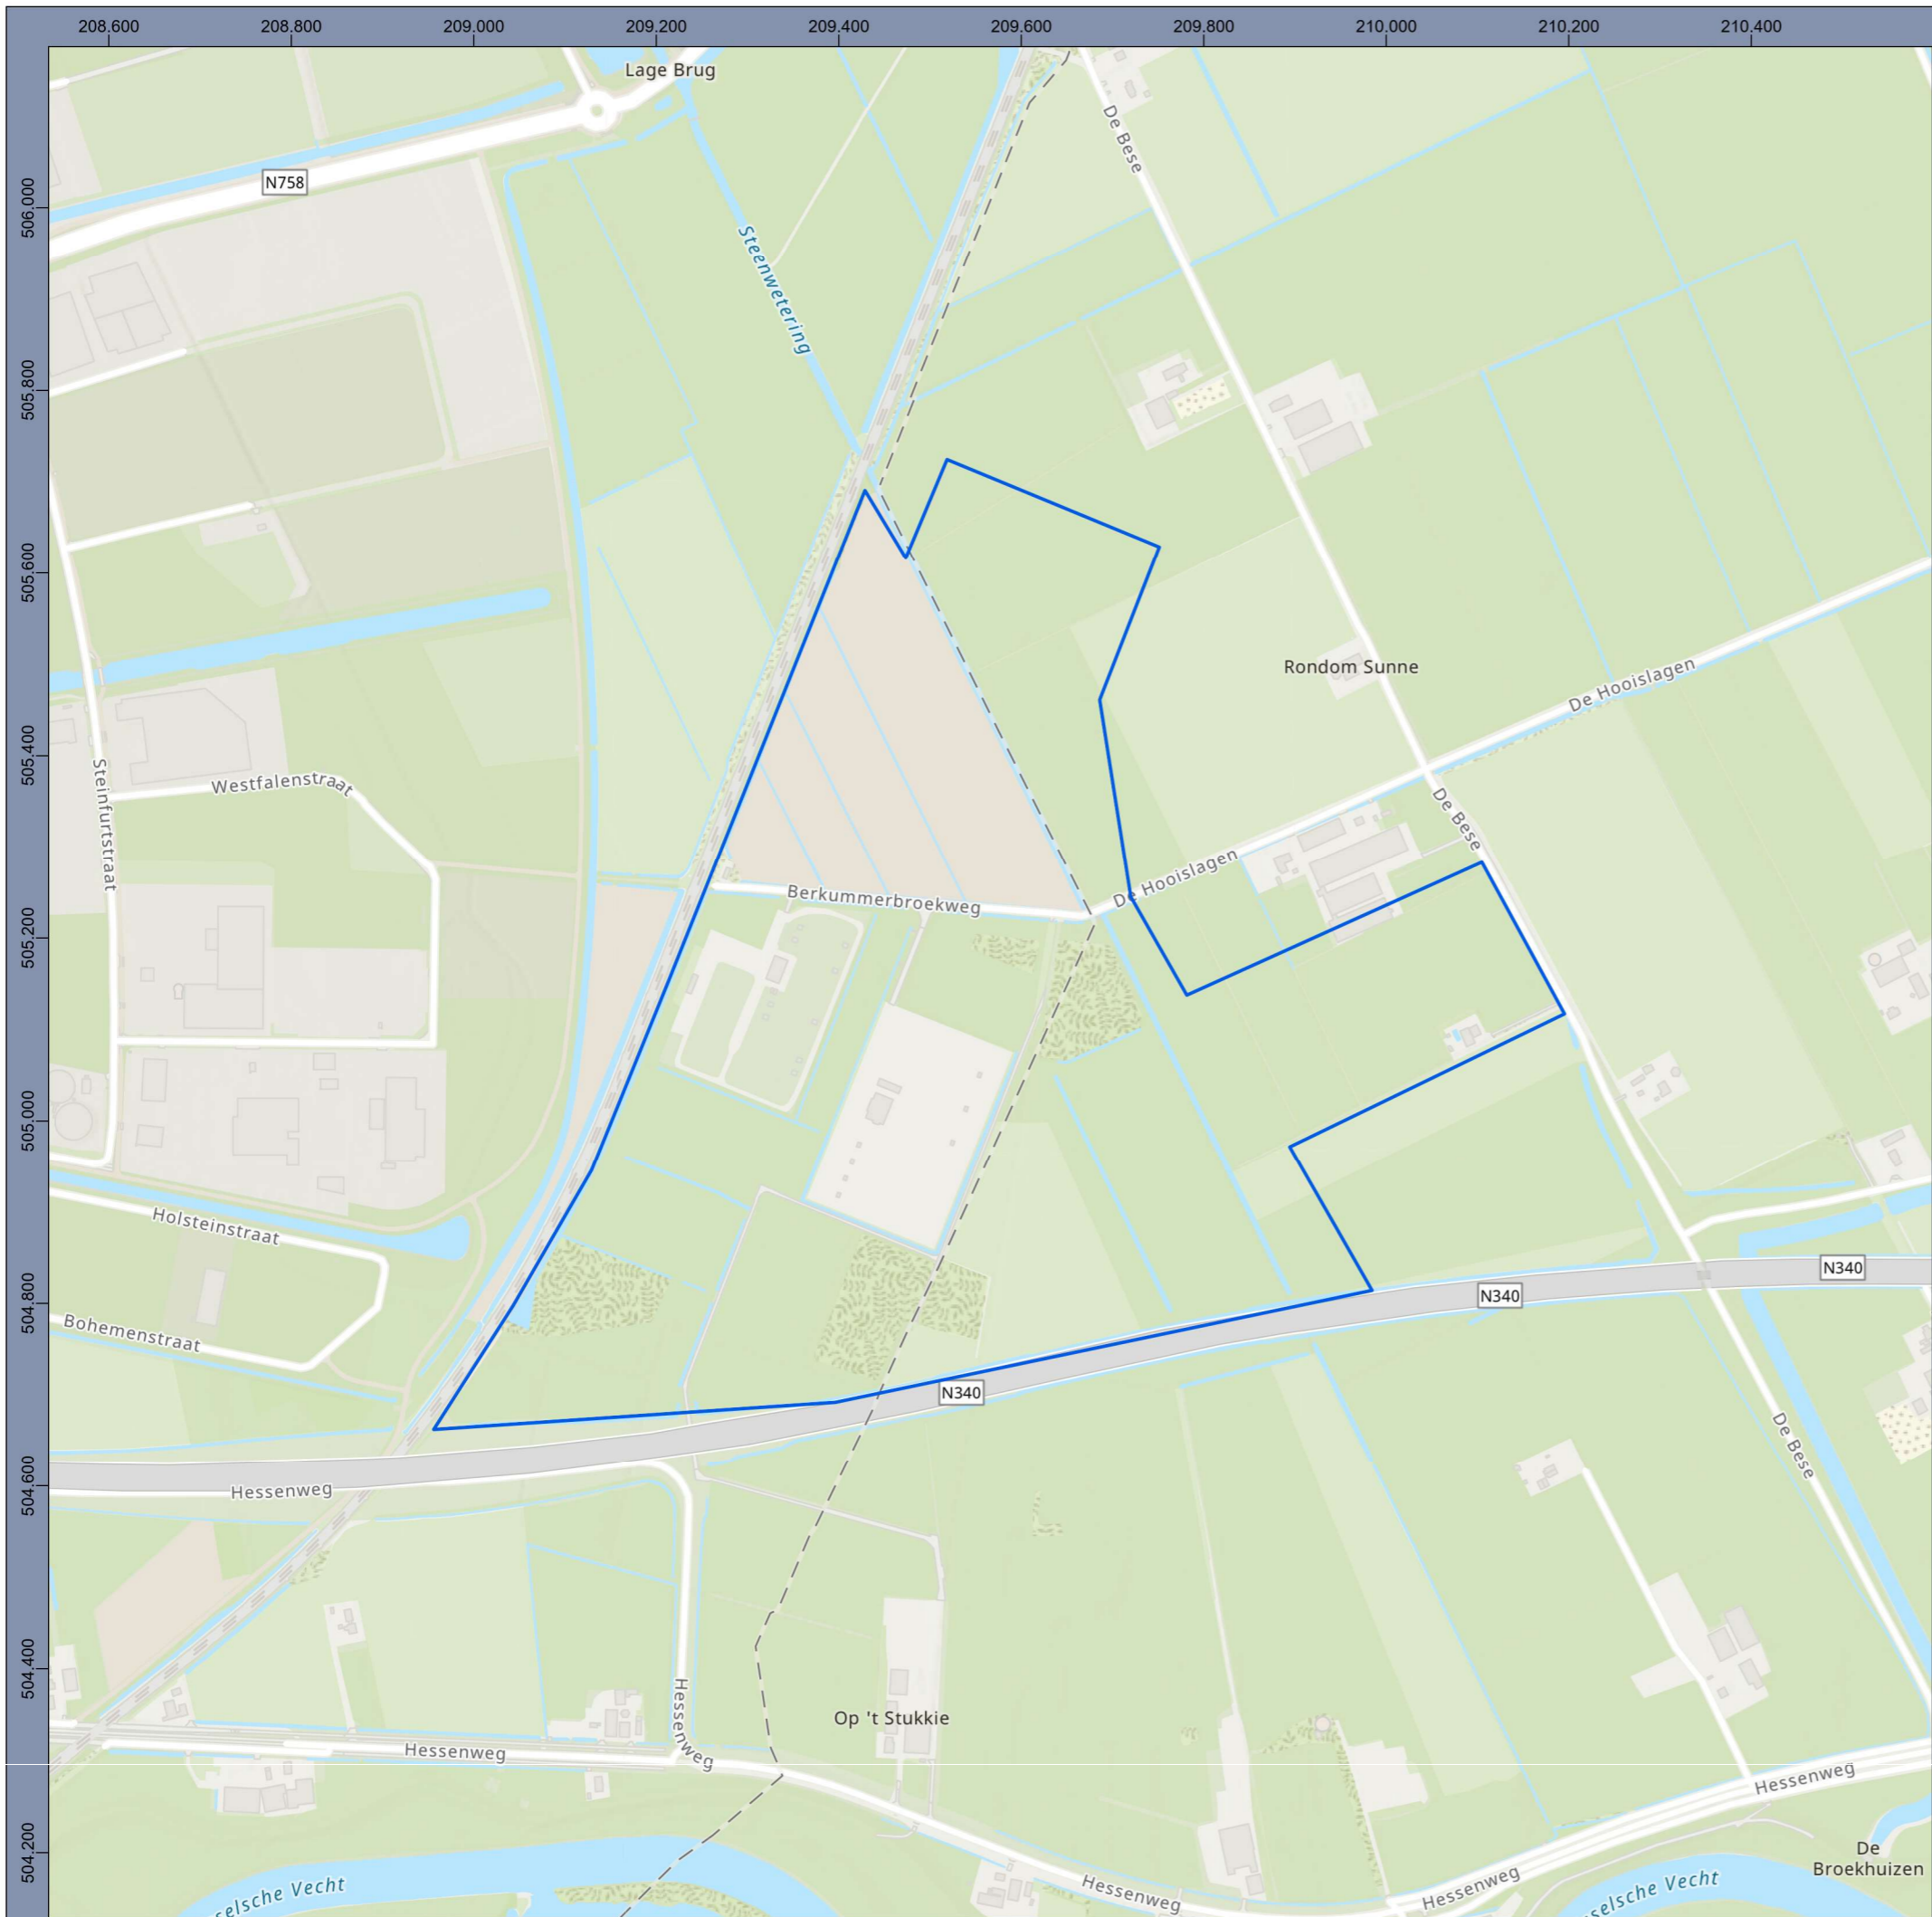 208.600
208.800
209.000
209.200
209.400
209.600
209.800
210.000
210.200
210.400
506.000
505.800
505.600
505.400
505.200
505.000
504.800
504.600
504.400
504.200
Lage Brug
De Bese
N758
Steenwetering
Rondom Sunne
De Hooislagen
Westfalenstraat
Steinfurtstraat
De Bese
De Hooislagen
Berkummerbroekweg
Holsteinstraat
N340
N340
Bohemenstraat
N340
De Bese
Hessenweg
Hessenweg
Op 't Stukkie
Hessenweg
Hessenweg
De
Broekhuizen
selsche Vecht
Hessenweg
Hessenweg
selsche Vecht